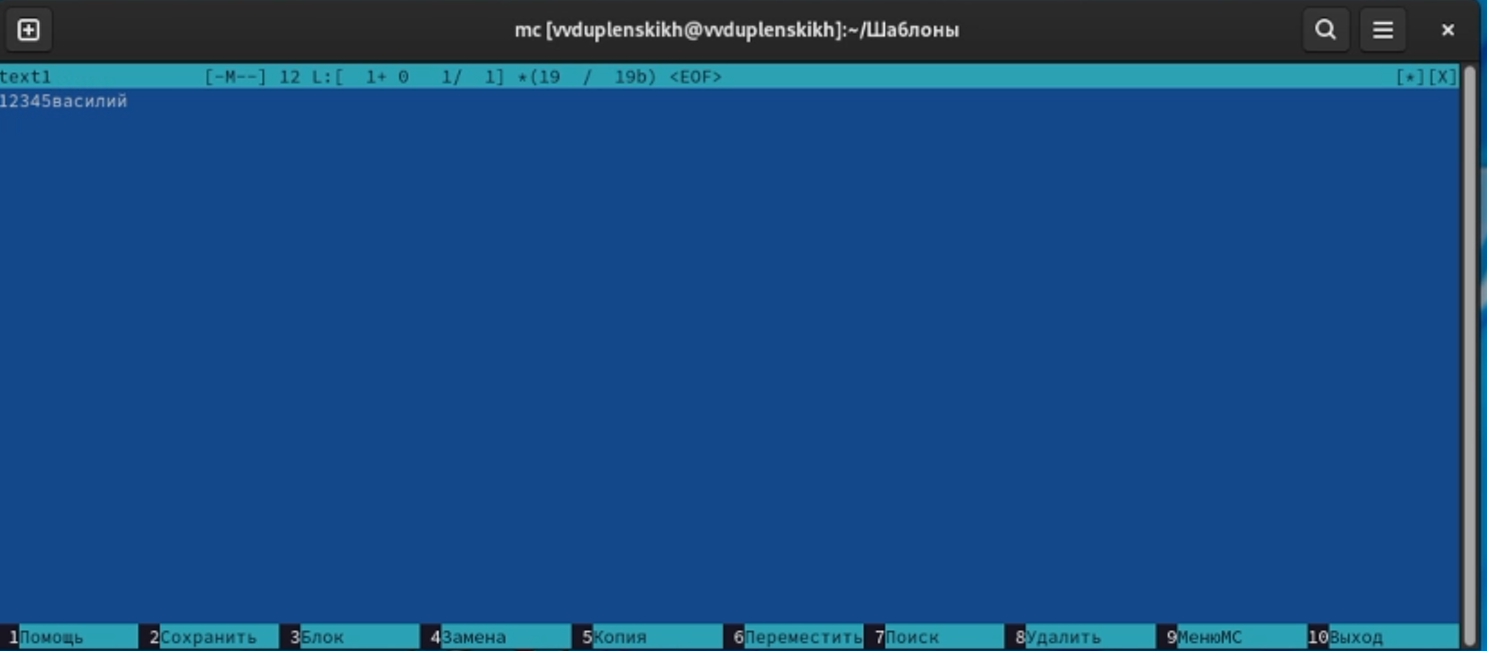 mc [vvduplenskikh@vvduplenskikh]:~/Шаблоны
text1 [-M--] 12 L:[ 1+ 0 1/ 1] *(19 / 19b) <EOF> [*][X]
12345василий
1Помощь 2Сохранить 3Блок 4Замена 5Копия 6Переместить 7Поиск 8Удалить 9МенюMC 10Выход